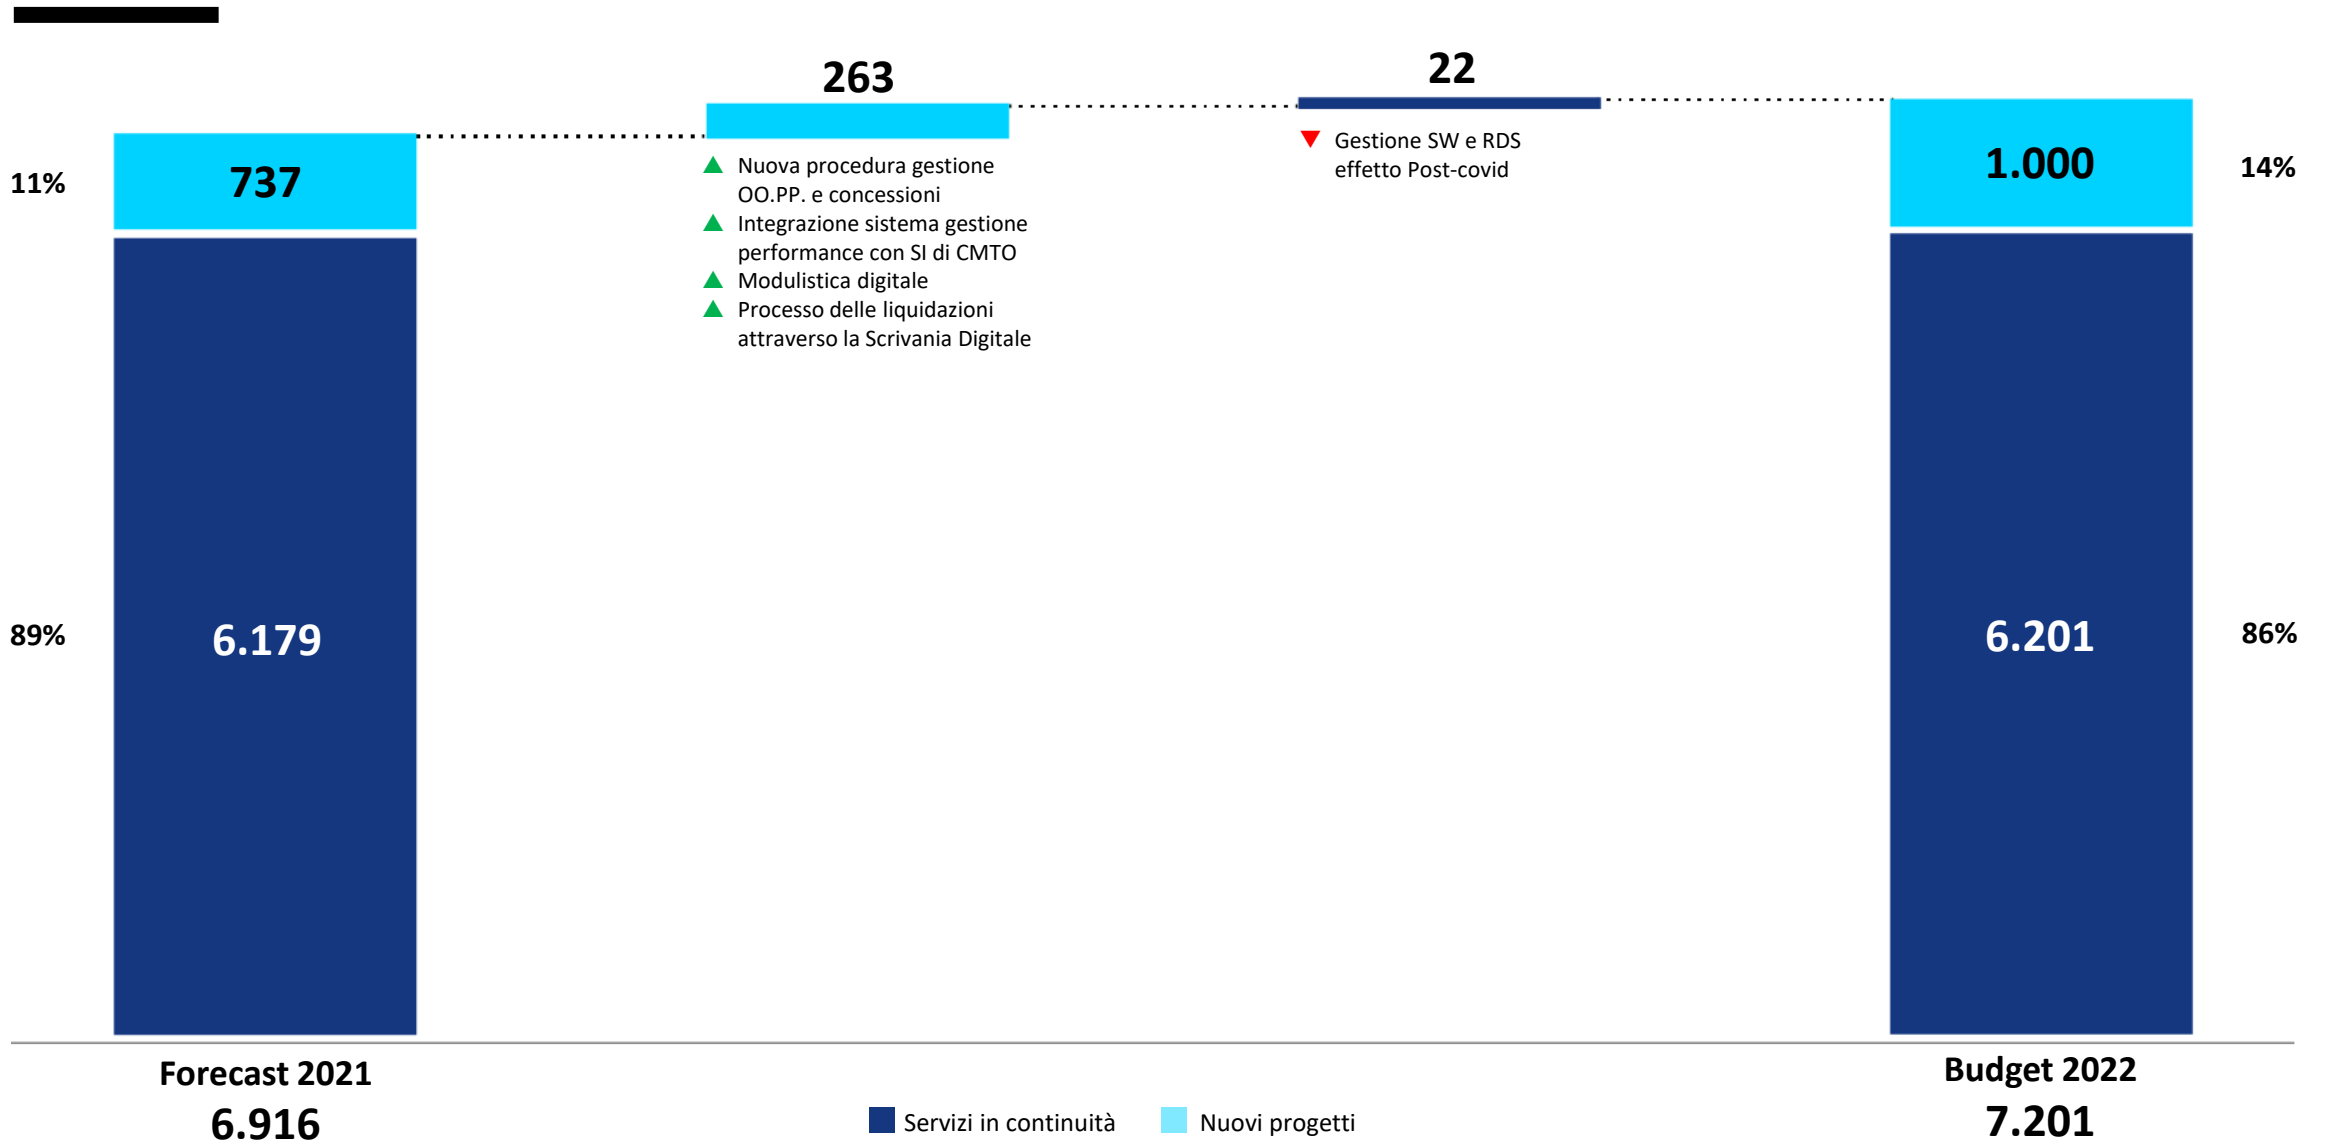 263
22
11%
737
Nuova procedura gestione
OO.PP. e concessioni
Integrazione sistema gestione
performance con SI di CMTO
Modulistica digitale
Processo delle liquidazioni
attraverso la Scrivania Digitale
Gestione SW e RDS
effetto Post-covid
1.000
14%
89%
6.179
6.201
86%
Forecast 2021
6.916
Servizi in continuità
Nuovi progetti
Budget 2022
7.201